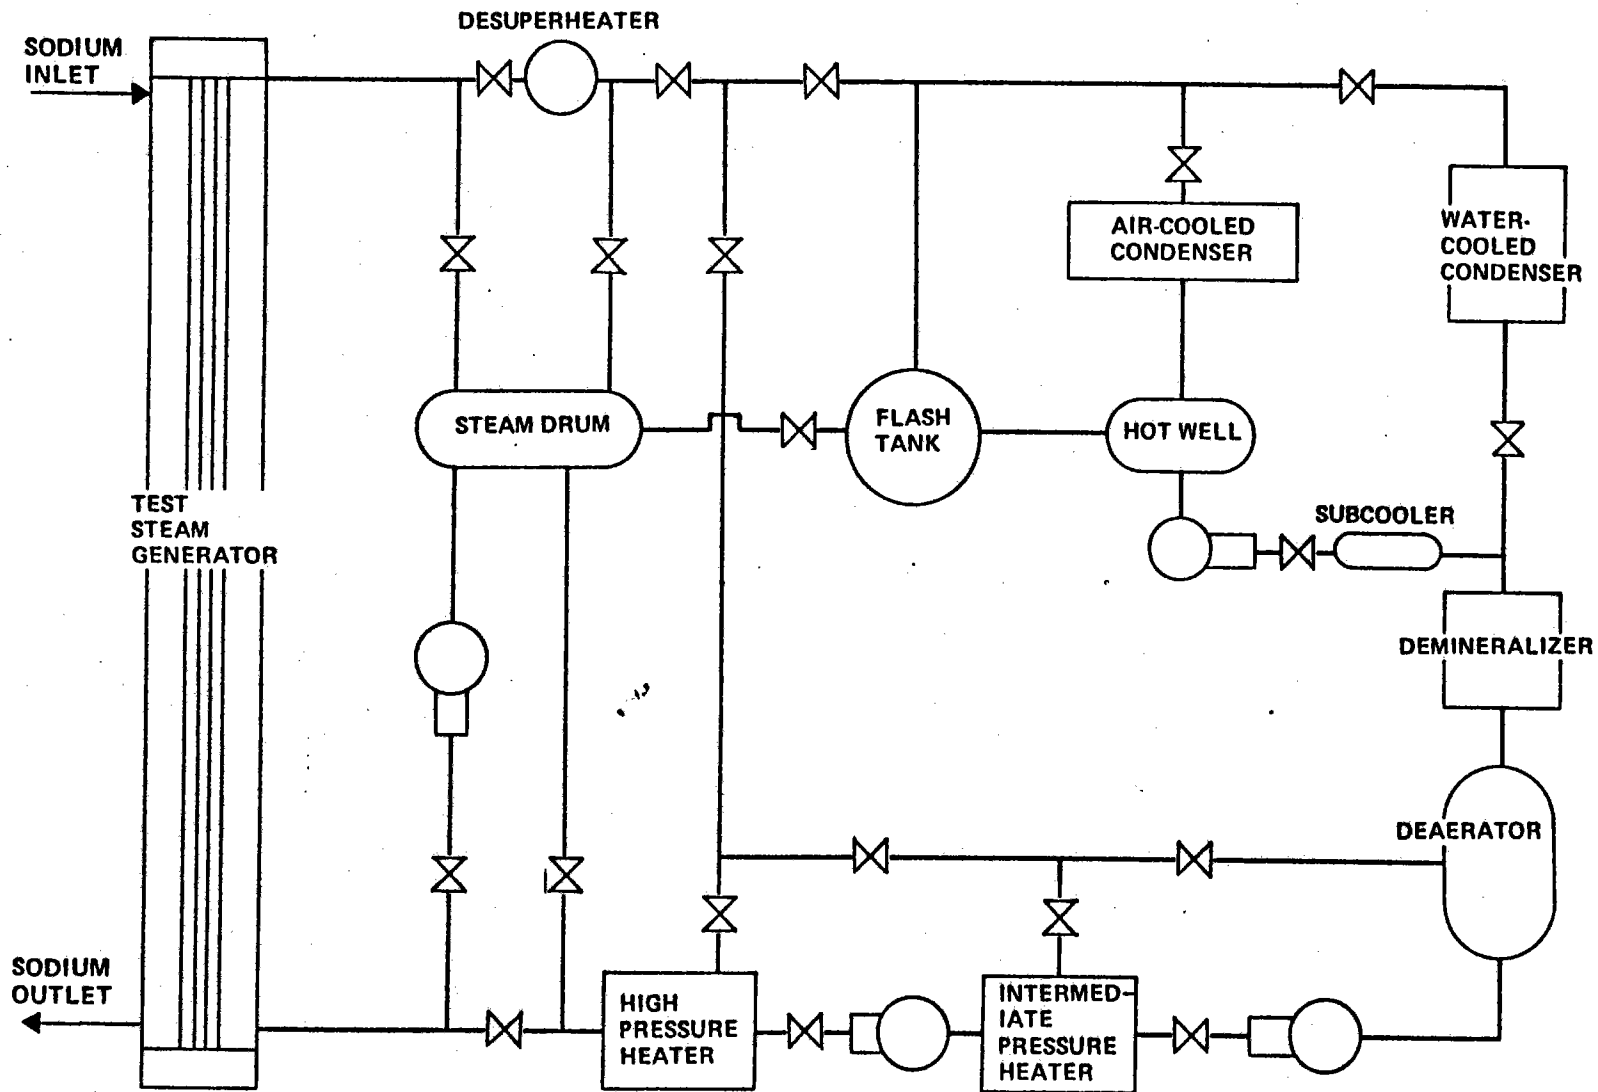 DESUPERHEATER
SODIUM
INLET
AIR-COOLED
CONDENSER
WATER-
COOLED
CONDENSER
STEAM DRUM
FLASH
TANK
HOT WELL
TEST
STEAM
GENERATOR
SUBCOOLER
DEMINERALIZER
DEAERATOR
SODIUM
OUTLET
HIGH
PRESSURE
HEATER
INTERMED-
IATE
PRESSURE
HEATER